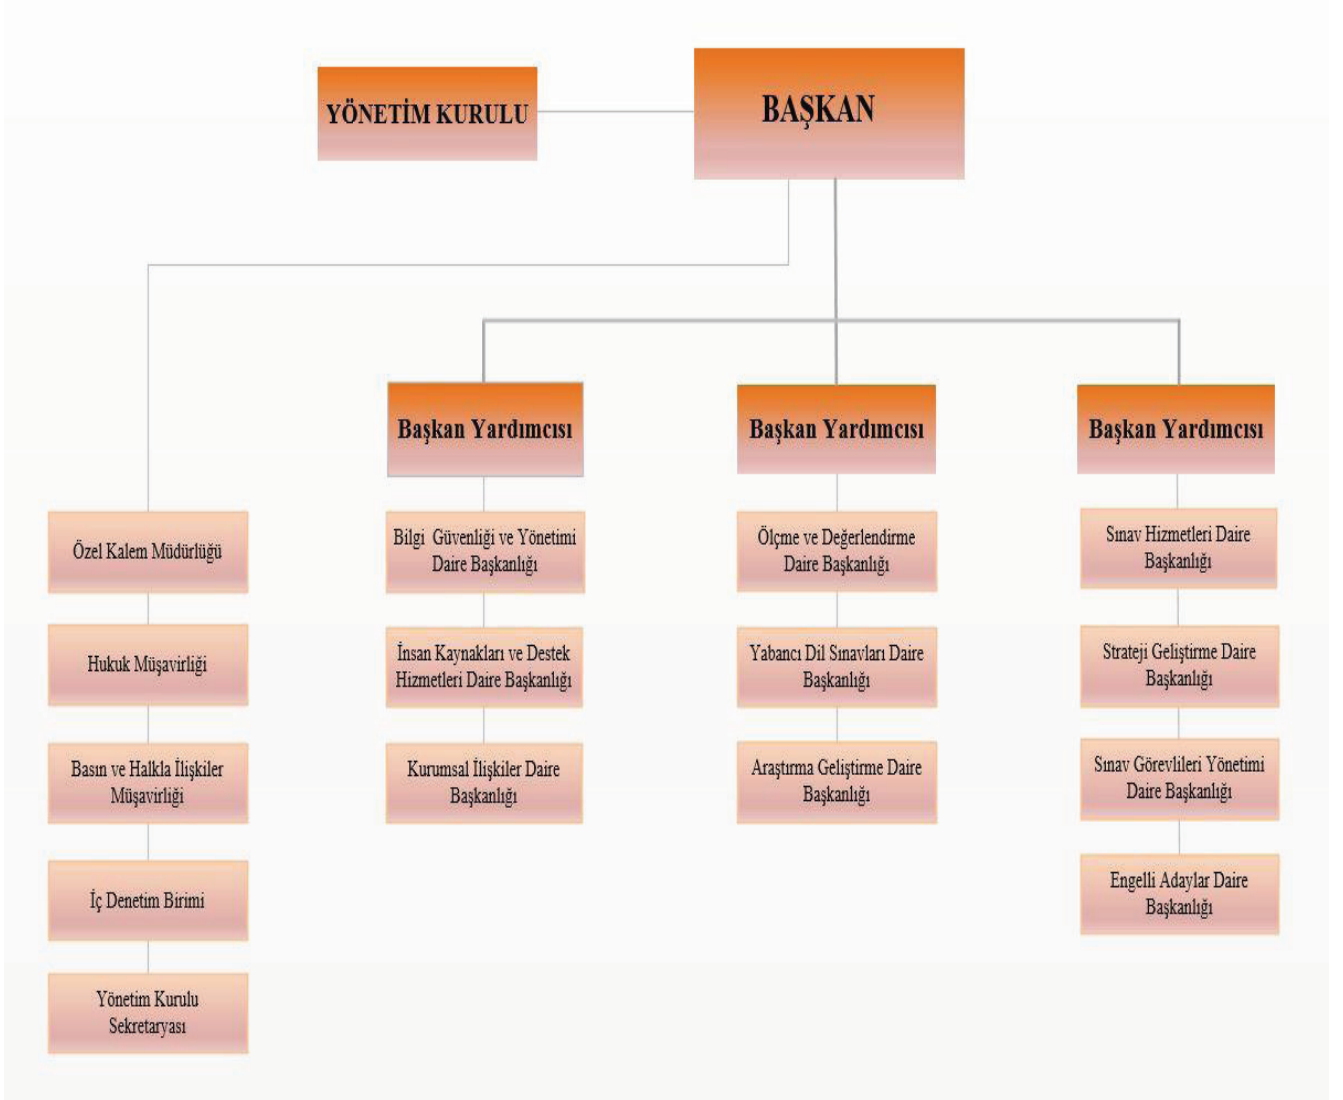 YÖNETİM KURULU
BAŞKAN
Başkan Yardımcısı
Başkan Yardımcısı
Başkan Yardımcısı
Özel Kalem Müdürlüğü
Hukuk Müşavirliği
Basın ve Halkla İlişkiler
Müşavirliği
İç Denetim Birimi
Yönetim Kurulu
Sekretaryası
Bilgi Güvenliği ve Yönetimi
Daire Başkanlığı
İnsan Kaynakları ve Destek
Hizmetleri Daire Başkanlığı
Kurumsal İlişkiler Daire
Başkanlığı
Ölçme ve Değerlendirme
Daire Başkanlığı
Yabancı Dil Sınavları Daire
Başkanlığı
Araştırma Geliştirme Daire
Başkanlığı
Sınav Hizmetleri Daire
Başkanlığı
Strateji Geliştirme Daire
Başkanlığı
Sınav Görevlileri Yönetimi
Daire Başkanlığı
Engelli Adaylar Daire
Başkanlığı